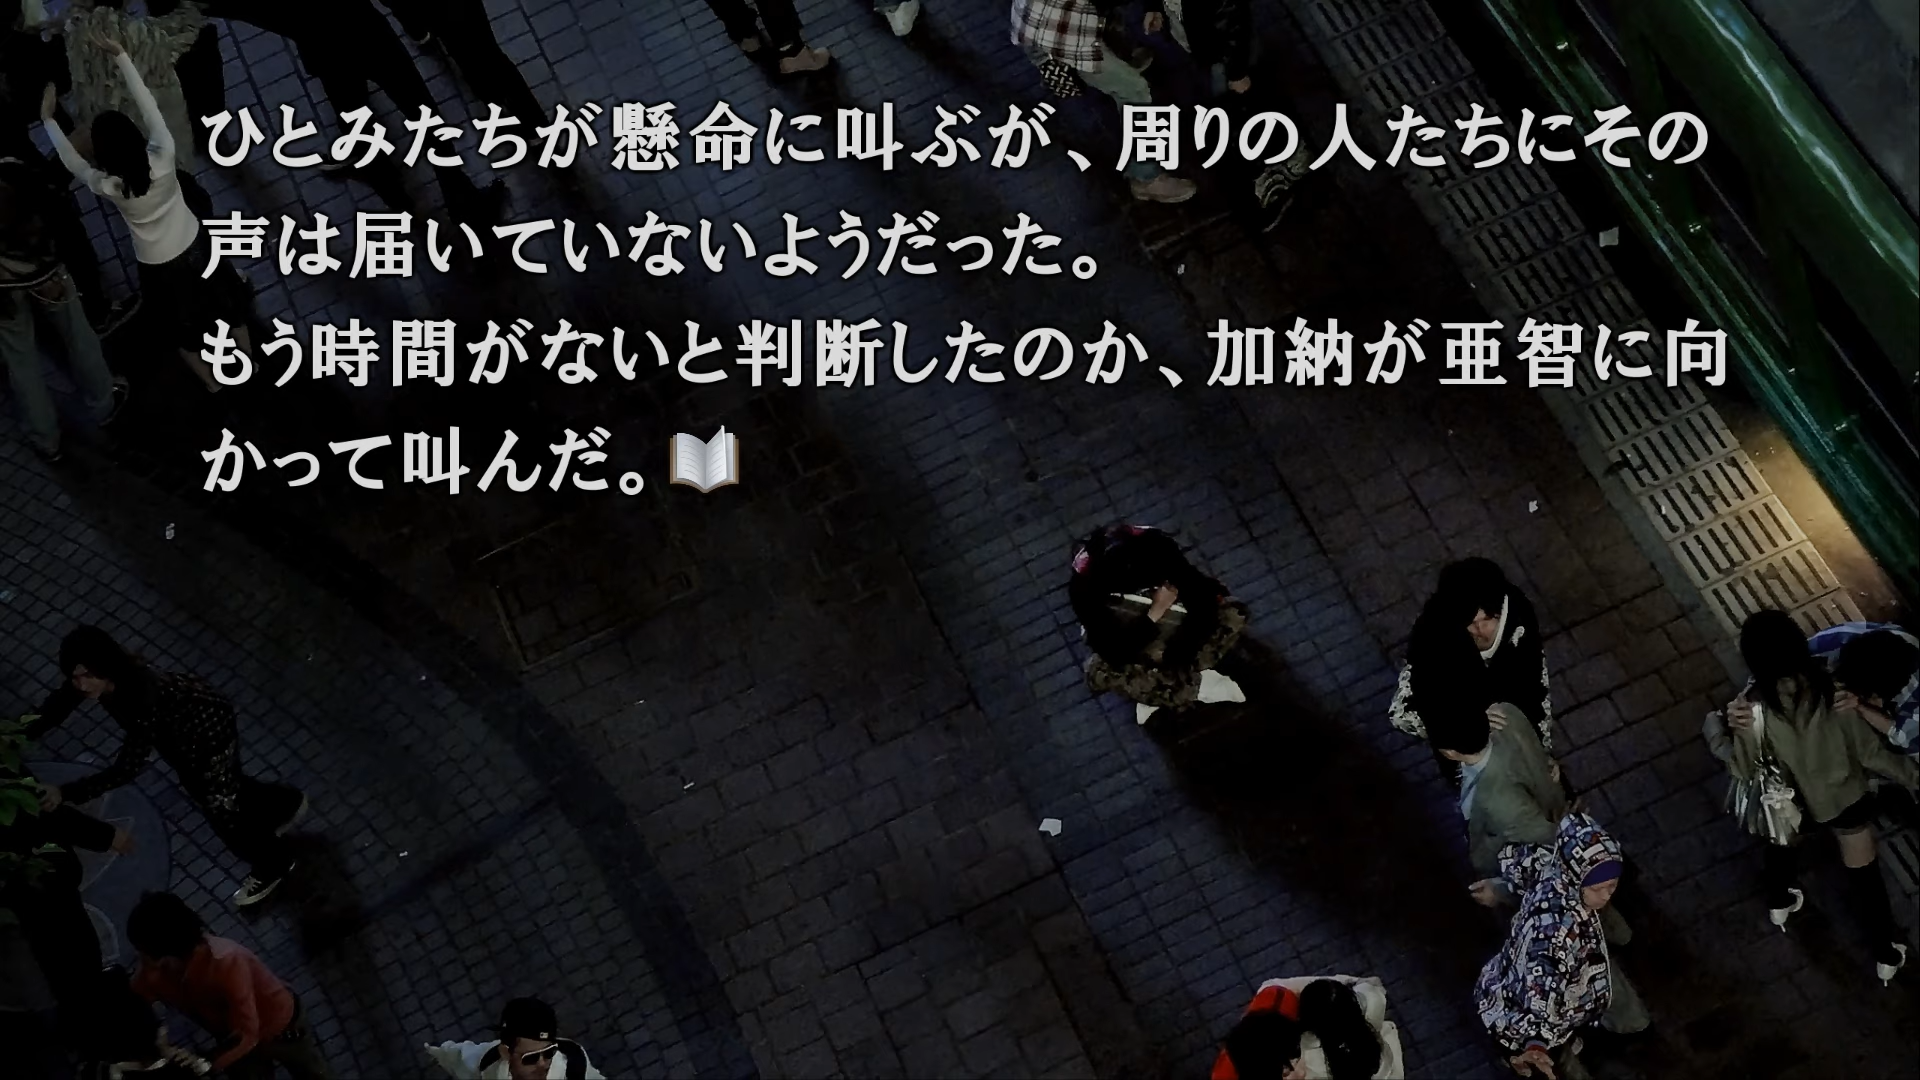 ひとみたちが懸命に叫ぶが、周りの人たちにその
声は届いていないようだった。
もう時間がないと判断したのか、加納が亜智に向
かって叫んだ。